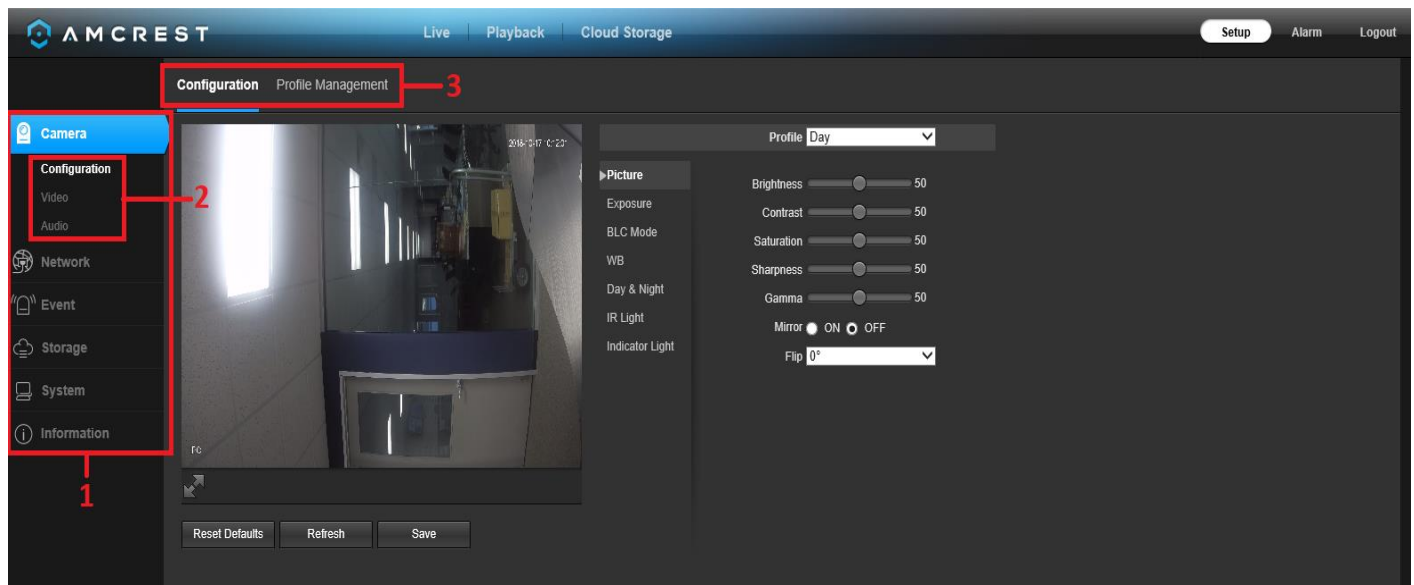 AMCREST
Live Playback Cloud Storage
Setup Alarm Logout
Configuration Profile Management 3
Camera
Configuration
Video
Audio
2
Network
Event
Storage
System
Information
1
Profile Day
Picture
Exposure
BLC Mode
WB
Day & Night
IR Light
Indicator Light
Brightness 50
Contrast 50
Saturation 50
Sharpness 50
Gamma 50
Mirror ON OFF
Flip 0°
Reset Defaults Refresh Save